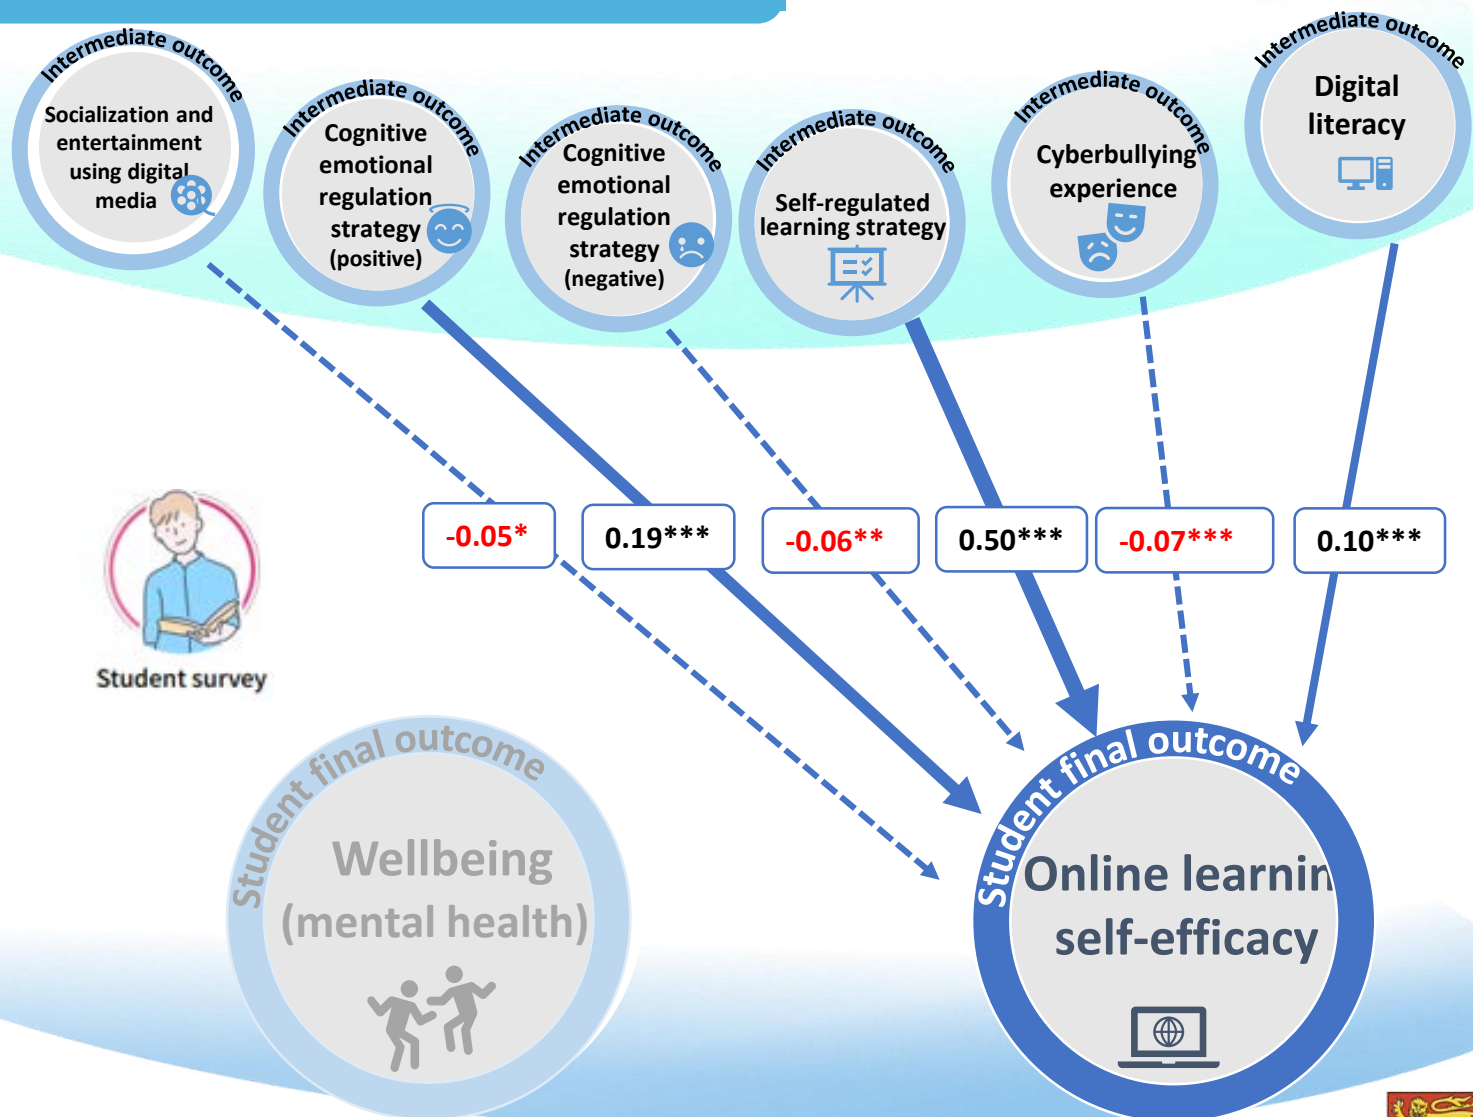 Intermediate outcome
Socialization and
entertainment
using digital
media
Intermediate outcome
Cognitive
emotional
regulation
strategy
(positive)
Intermediate outcome
Cognitive
emotional
regulation
strategy
(negative)
Intermediate outcome
Self-regulated
learning strategy
Intermediate outcome
Cyberbullying
experience
Intermediate outcome
Digital
literacy
-0.05*
0.19***
-0.06**
0.50***
-0.07***
0.10***
Student survey
Student final outcome
Wellbeing
(mental health)
Student final outcome
Online learnin
self-efficacy